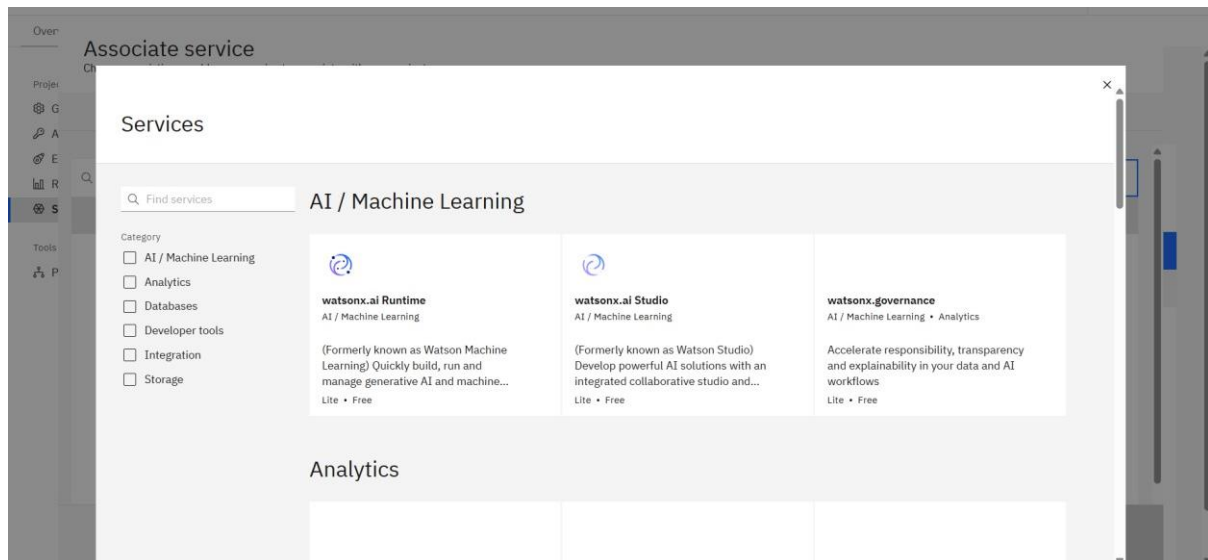 Over
Associate service
Projec
G
A
E
R
S
Tools
P
Services
Find services
Category
AI / Machine Learning
Analytics
Databases
Developer tools
Integration
Storage
AI / Machine Learning
watsonx.ai Runtime
AI / Machine Learning
(Formerly known as Watson Machine
Learning) Quickly build, run and
manage generative AI and machine...
Lite • Free
watsonx.ai Studio
AI / Machine Learning
(Formerly known as Watson Studio)
Develop powerful AI solutions with an
integrated collaborative studio and...
Lite • Free
watsonx.governance
AI / Machine Learning • Analytics
Accelerate responsibility, transparency
and explainability in your data and AI
workflows
Lite • Free
Analytics